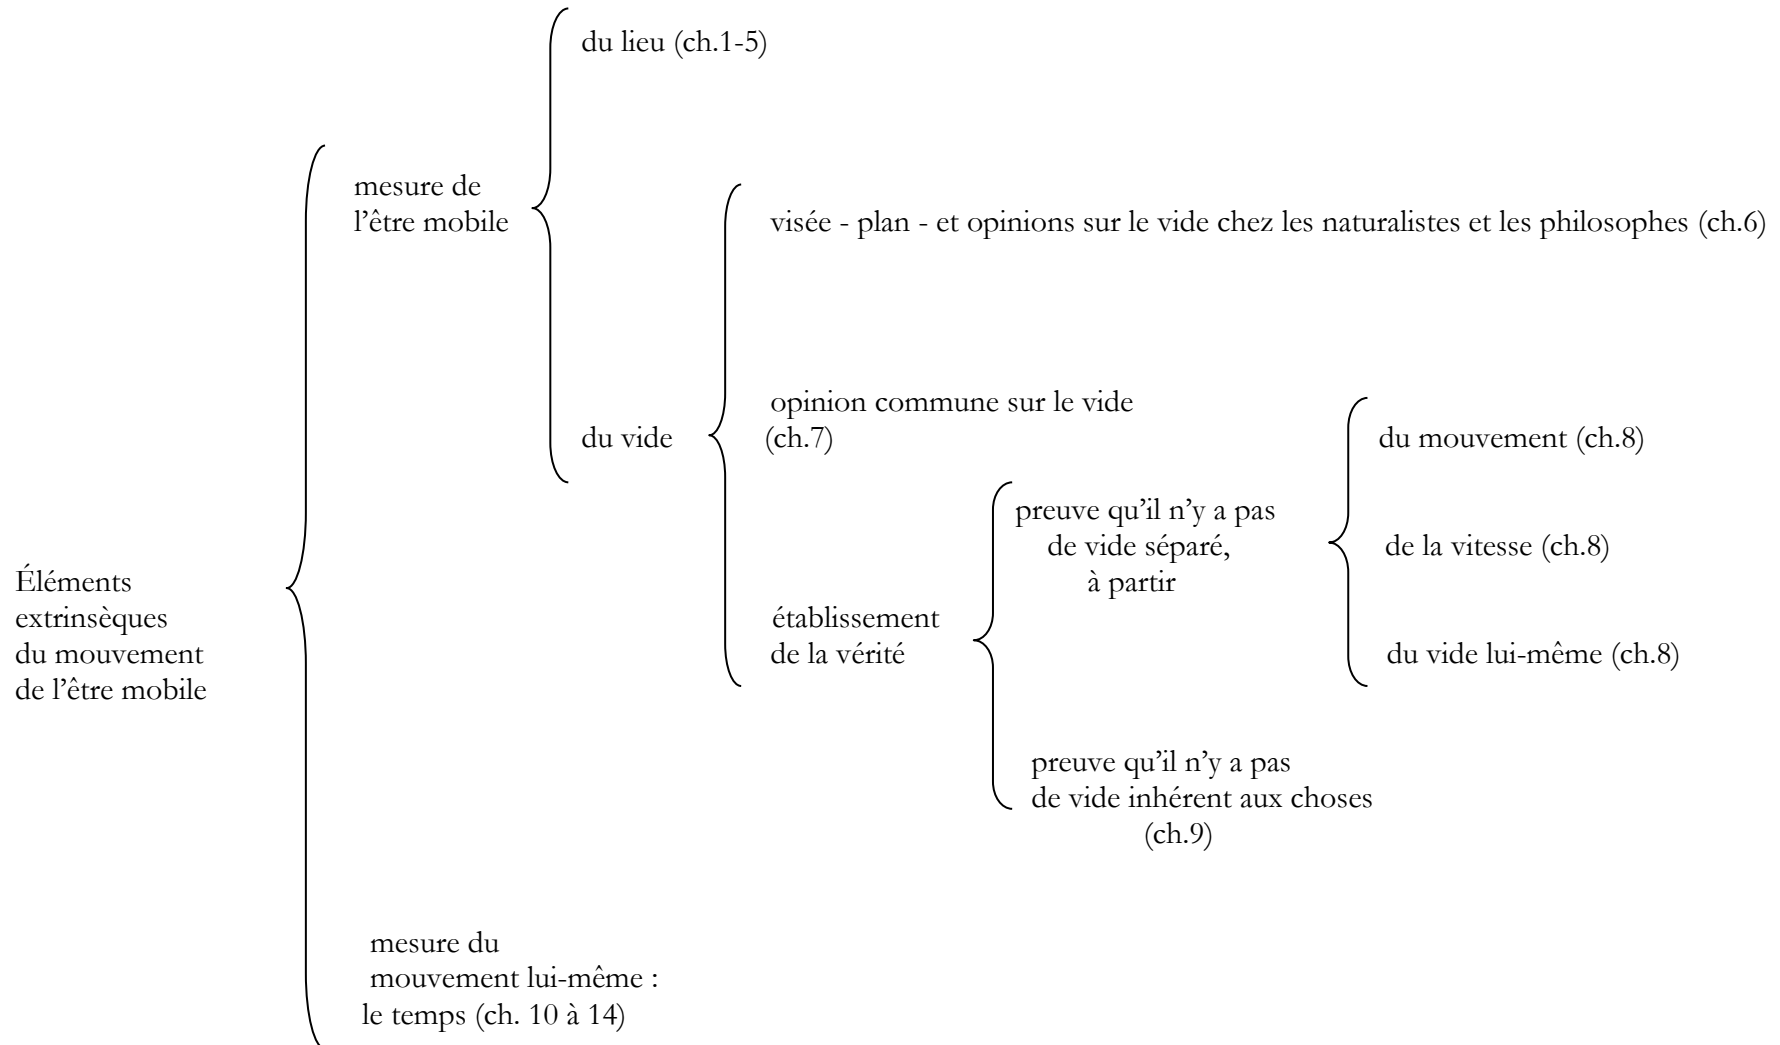 du lieu (ch.1-5)
mesure de
l’être mobile
visée - plan - et opinions sur le vide chez les naturalistes et les philosophes (ch.6)
opinion commune sur le vide
(ch.7)
du vide
du mouvement (ch.8)
preuve qu’il n’y a pas
de vide séparé,
à partir
de la vitesse (ch.8)
Éléments
extrinsèques
du mouvement
de l’être mobile
établissement
de la vérité
du vide lui-même (ch.8)
preuve qu’il n’y a pas
de vide inhérent aux choses
(ch.9)
mesure du
mouvement lui-même :
le temps (ch. 10 à 14)